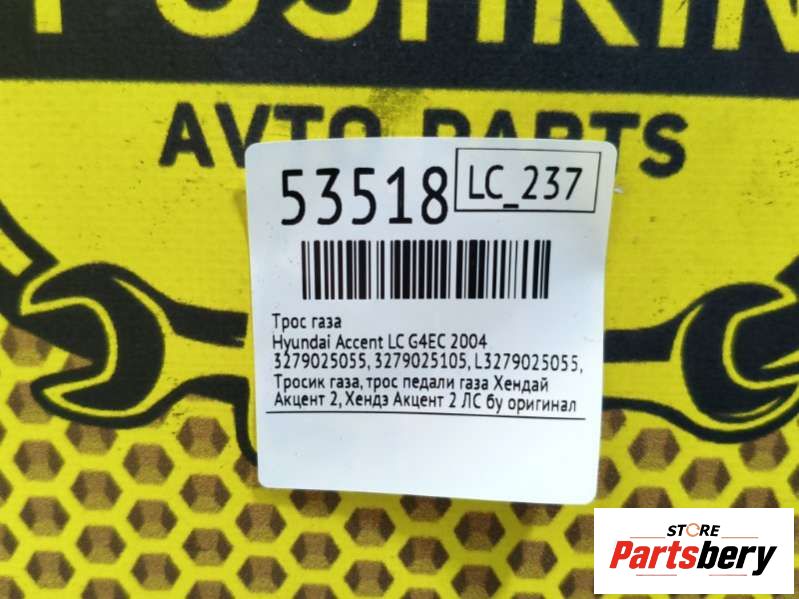 PUSHKIN
AVTO PARTS
53518
LC_237
Трос газа
Hyundai Accent LC G4EC 2004
3279025055, 3279025105, L3279025055,
Тросик газа, трос педали газа Хендай
Акцент 2, Хендэ Акцент 2 ЛС бу оригинал
STORE
Partsbery